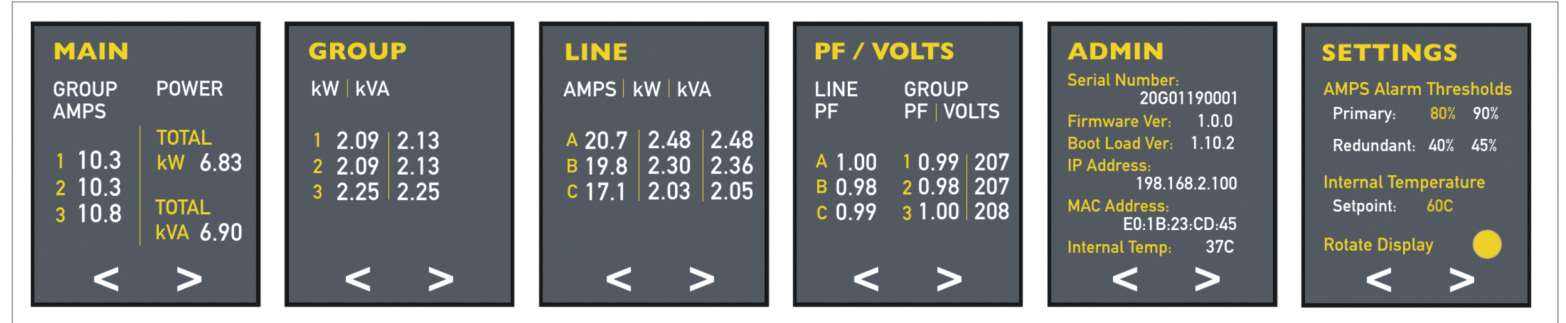 MAIN
GROUP AMPS
POWER
1 10.3
2 10.3
3 10.8
TOTAL
kW 6.83
TOTAL
kVA 6.90
< >
GROUP
kW | kVA
1 2.09 | 2.13
2 2.09 | 2.13
3 2.25 | 2.25
< >
LINE
AMPS | kW | kVA
A 20.7 | 2.48 | 2.48
B 19.8 | 2.30 | 2.36
C 17.1 | 2.03 | 2.05
< >
PF / VOLTS
LINE PF
GROUP
PF | VOLTS
A 1.00
B 0.98
C 0.99
1 0.99 | 207
2 0.98 | 207
3 1.00 | 208
< >
ADMIN
Serial Number:
20G01190001
Firmware Ver: 1.0.0
Boot Load Ver: 1.10.2
IP Address:
198.168.2.100
MAC Address:
E0:1B:23:CD:45
Internal Temp: 37C
< >
SETTINGS
AMPS Alarm Thresholds
Primary: 80% 90%
Redundant: 40% 45%
Internal Temperature
Setpoint: 60C
Rotate Display
< >